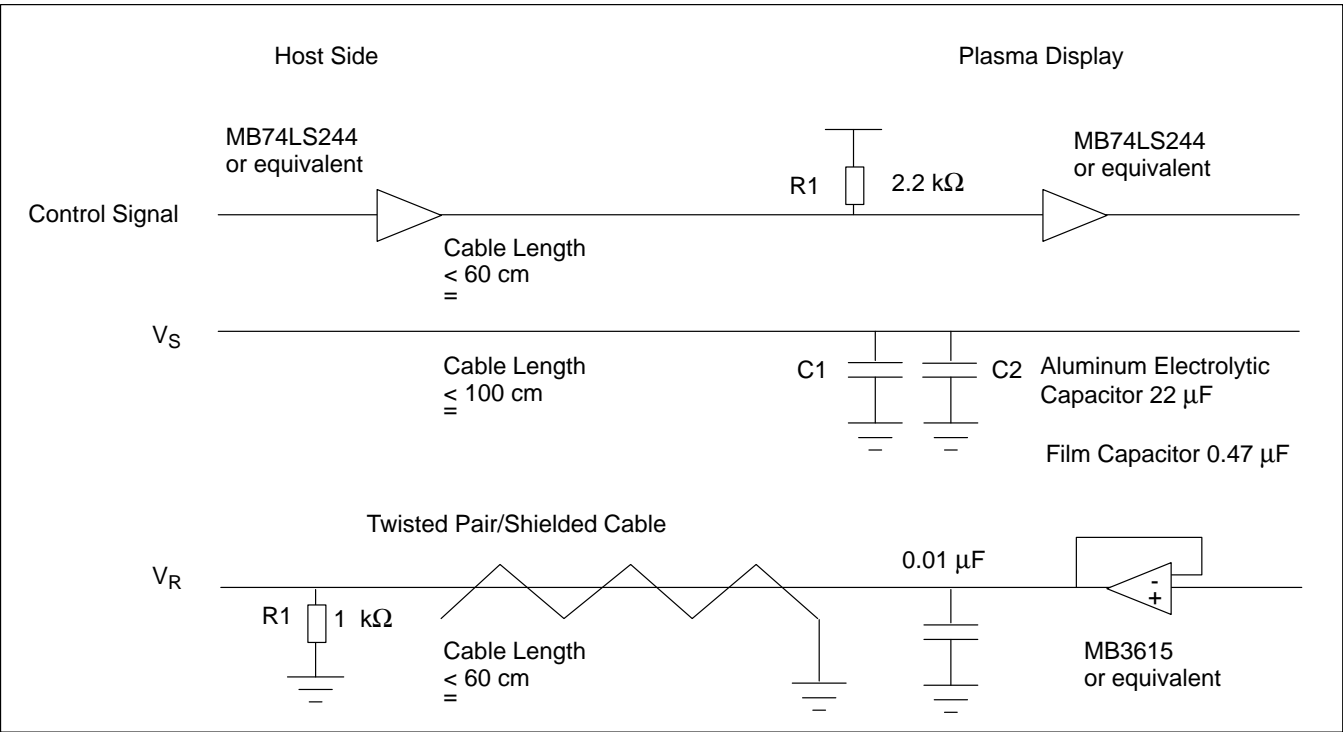 Host Side
Plasma Display
MB74LS244
or equivalent
MB74LS244
or equivalent
R1
2.2 kΩ
Control Signal
Cable Length
< 60 cm
=
VS
Cable Length
< 100 cm
=
C1
C2
Aluminum Electrolytic
Capacitor 22 μF
Film Capacitor 0.47 μF
Twisted Pair/Shielded Cable
0.01 μF
VR
-
+
R1
1 kΩ
Cable Length
< 60 cm
=
MB3615
or equivalent